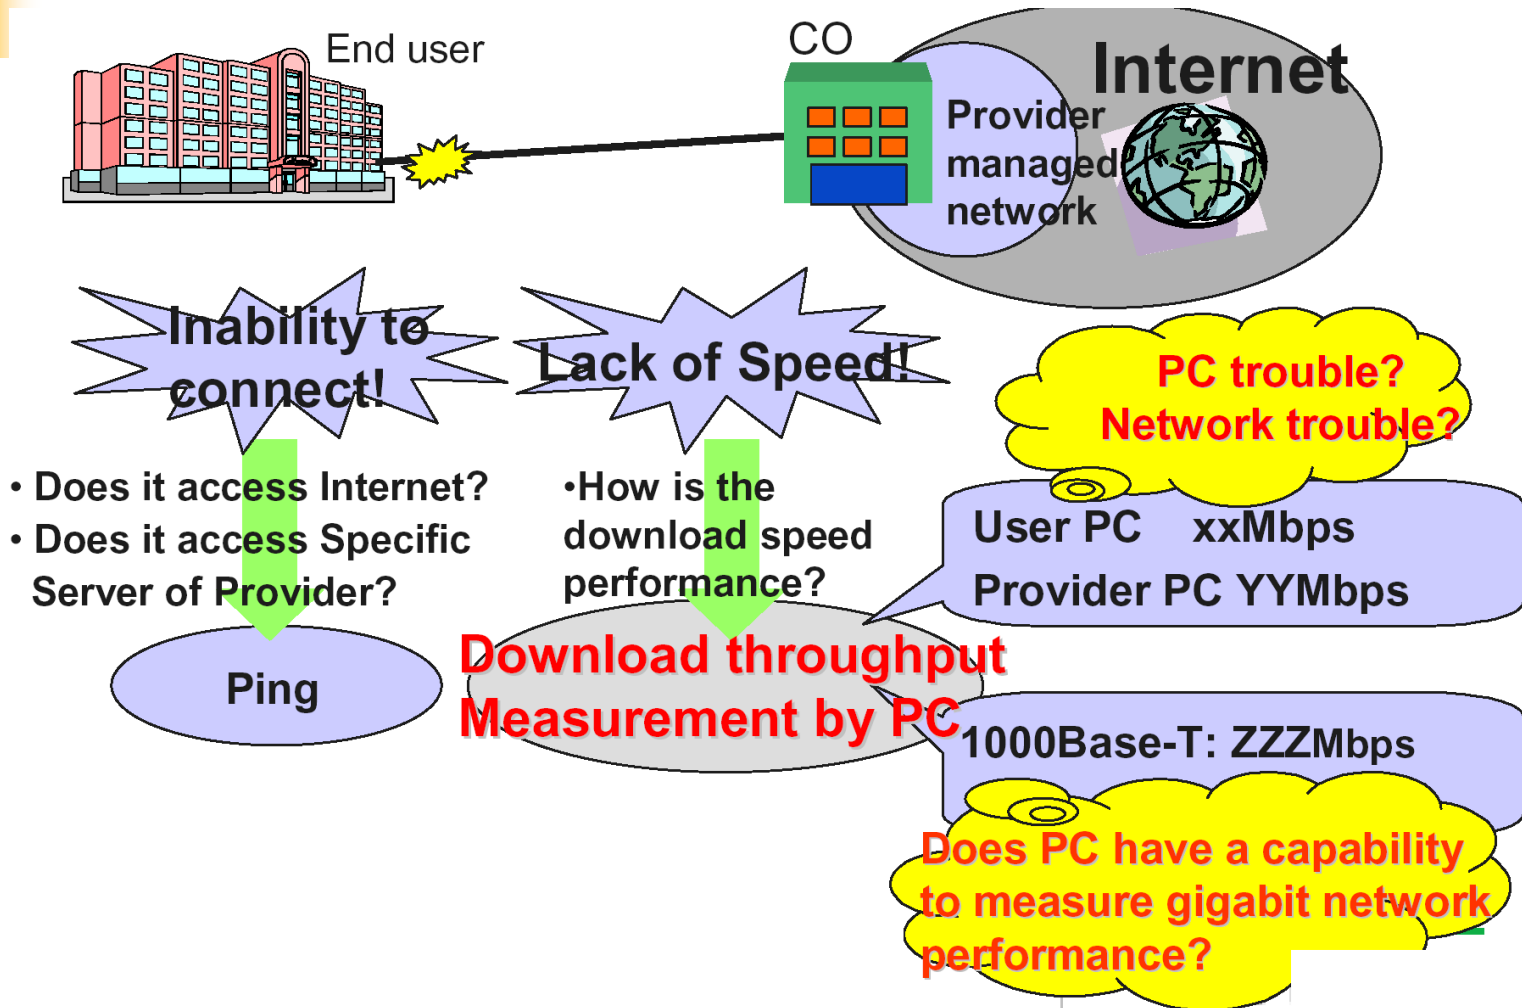 End user
CO
Internet
Provider
managed
network
Inability to
connect!
Lack of Speed!
PC trouble?
Network trouble?
• Does it access Internet?
• Does it access Specific
Server of Provider?
•How is the
download speed
performance?
User PC xxMbps
Provider PC YYMbps
Ping
Download throughput
Measurement by PC
1000Base-T: ZZZMbps
Does PC have a capability
to measure gigabit network
performance?